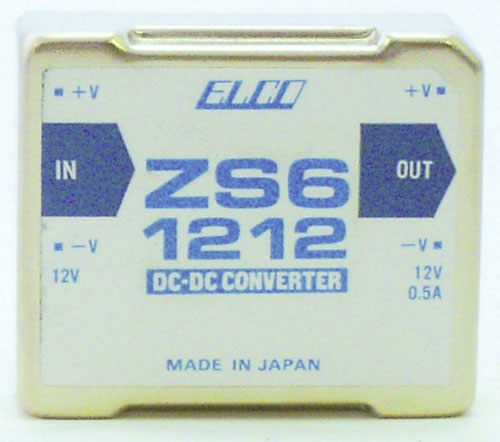 ELCO
+V +V
IN OUT
ZS6
1212
-V -V
12V 12V
0.5A
DC-DC CONVERTER
MADE IN JAPAN